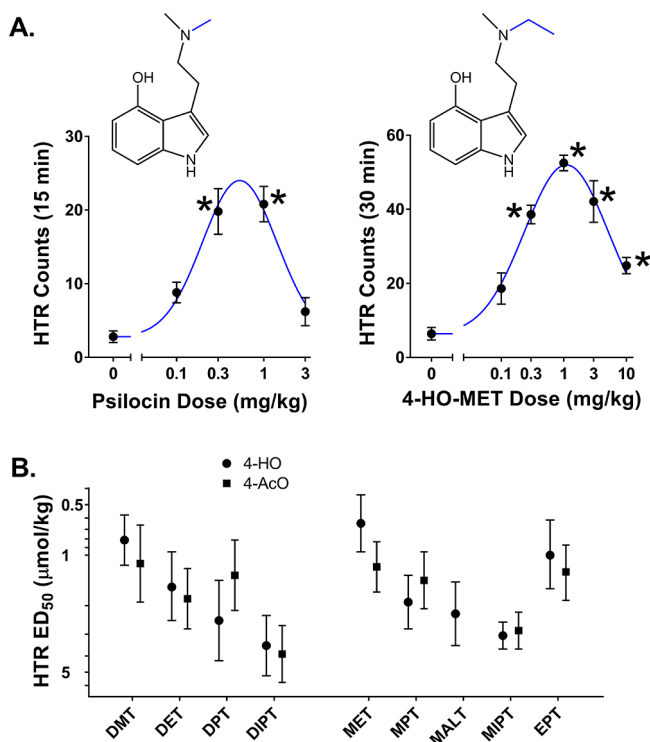 A.
N
OH
N
H
N
OH
N
H
HTR Counts (15 min)
30
20
10
0
0
0.1
0.3
1
3
Psilocin Dose (mg/kg)
*
*
HTR Counts (30 min)
60
40
20
0
0
0.1
0.3
1
3
10
4-HO-MET Dose (mg/kg)
*
*
*
*
B.
4-HO
4-AcO
HTR ED50 (μmol/kg)
0.5
1
5
DMT
DET
DPT
DIPT
MET
MPT
MALT
MIPT
EPT